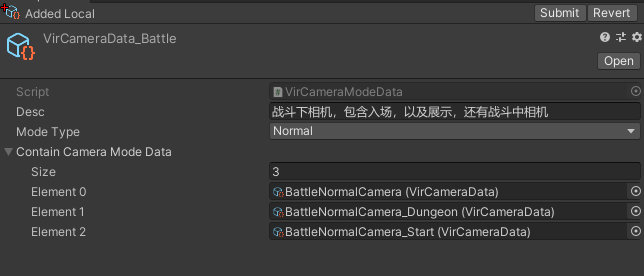 Added Local
Submit
Revert
VirCameraData_Battle
Open
Script
VirCameraModeData
Desc
战斗下相机，包含入场，以及展示，还有战斗中相机
Mode Type
Normal
Contain Camera Mode Data
Size
3
Element 0
BattleNormalCamera (VirCameraData)
Element 1
BattleNormalCamera_Dungeon (VirCameraData)
Element 2
BattleNormalCamera_Start (VirCameraData)